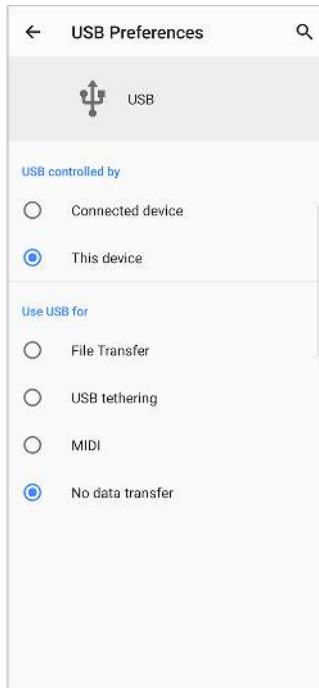 USB Preferences
USB
USB controlled by
Connected device
This device
Use USB for
File Transfer
USB tethering
MIDI
No data transfer